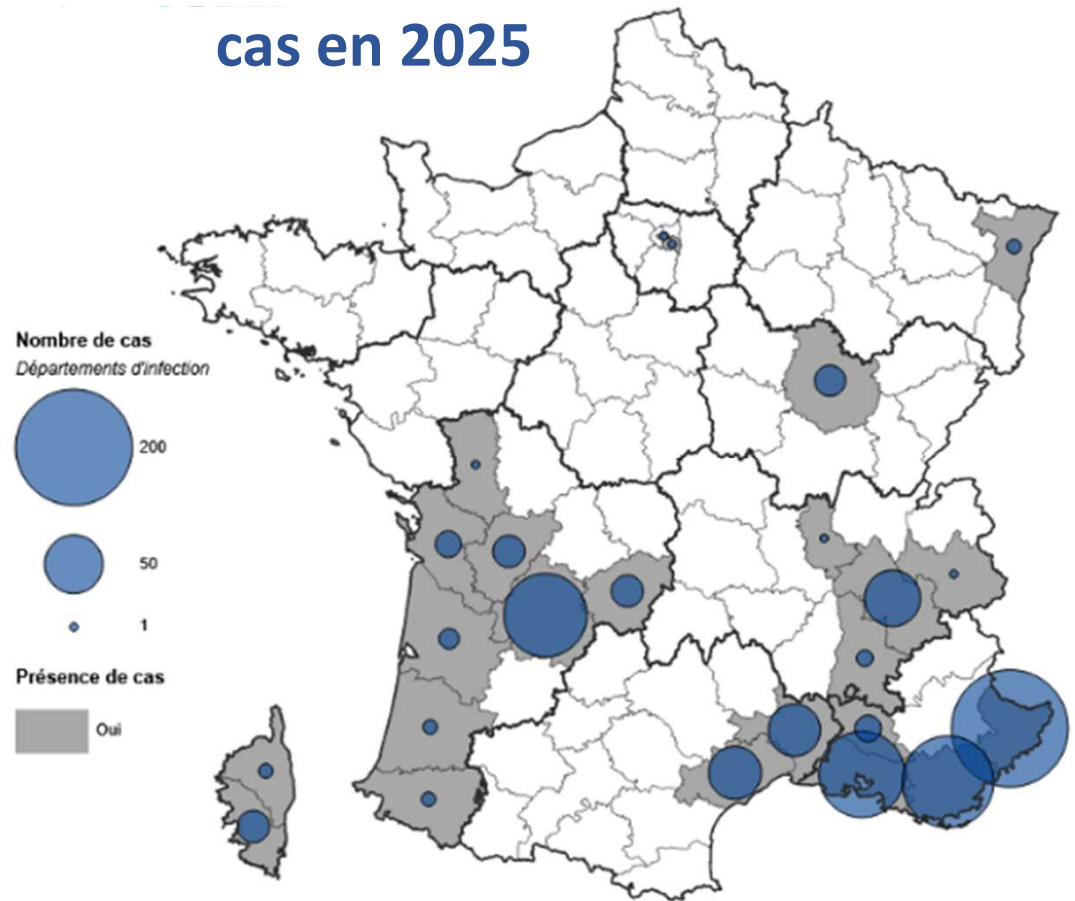 cas en 2025
Nombre de cas
Départements d'infection
200
50
1
Présence de cas
Oui